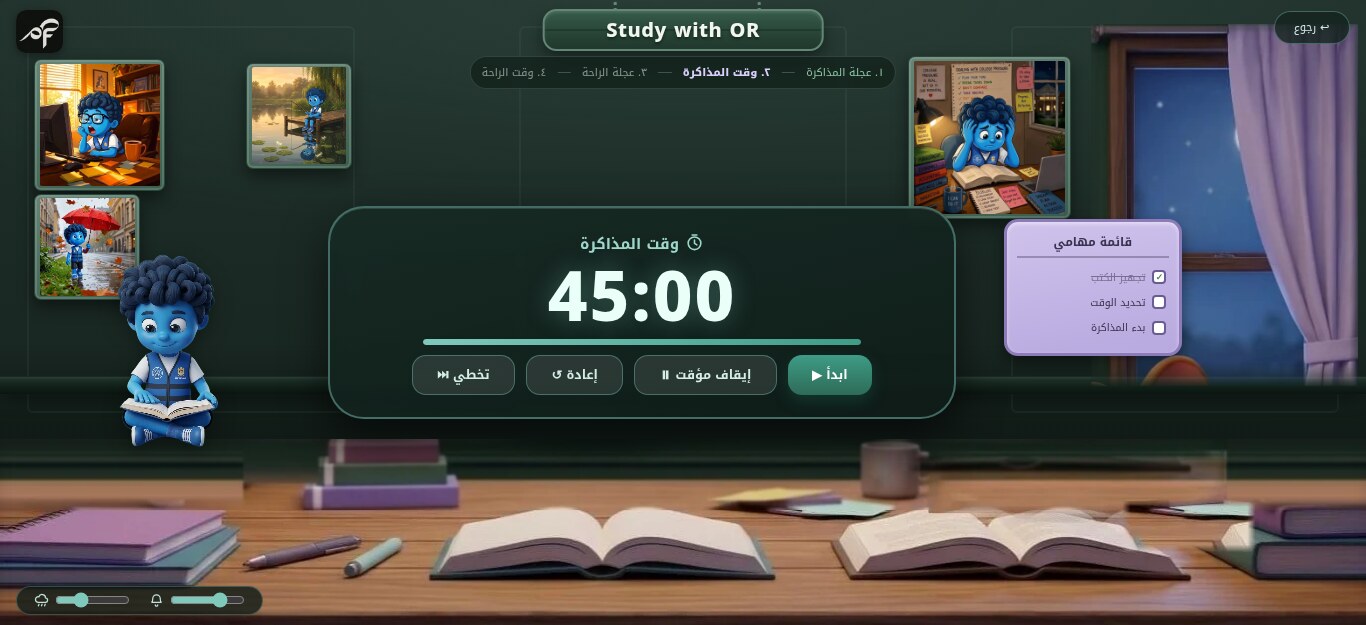 Study with OR
↩ رجوع
١. عجلة المذاكرة — ٢. وقت المذاكرة — ٣. عجلة الراحة — ٤. وقت الراحة
وقت المذاكرة
45:00
ابدأ ▶
إيقاف مؤقت ⏸
إعادة ↺
تخطي ⏭
قائمة مهامي
تجهيز الكتب
تحديد الوقت
بدء المذاكرة